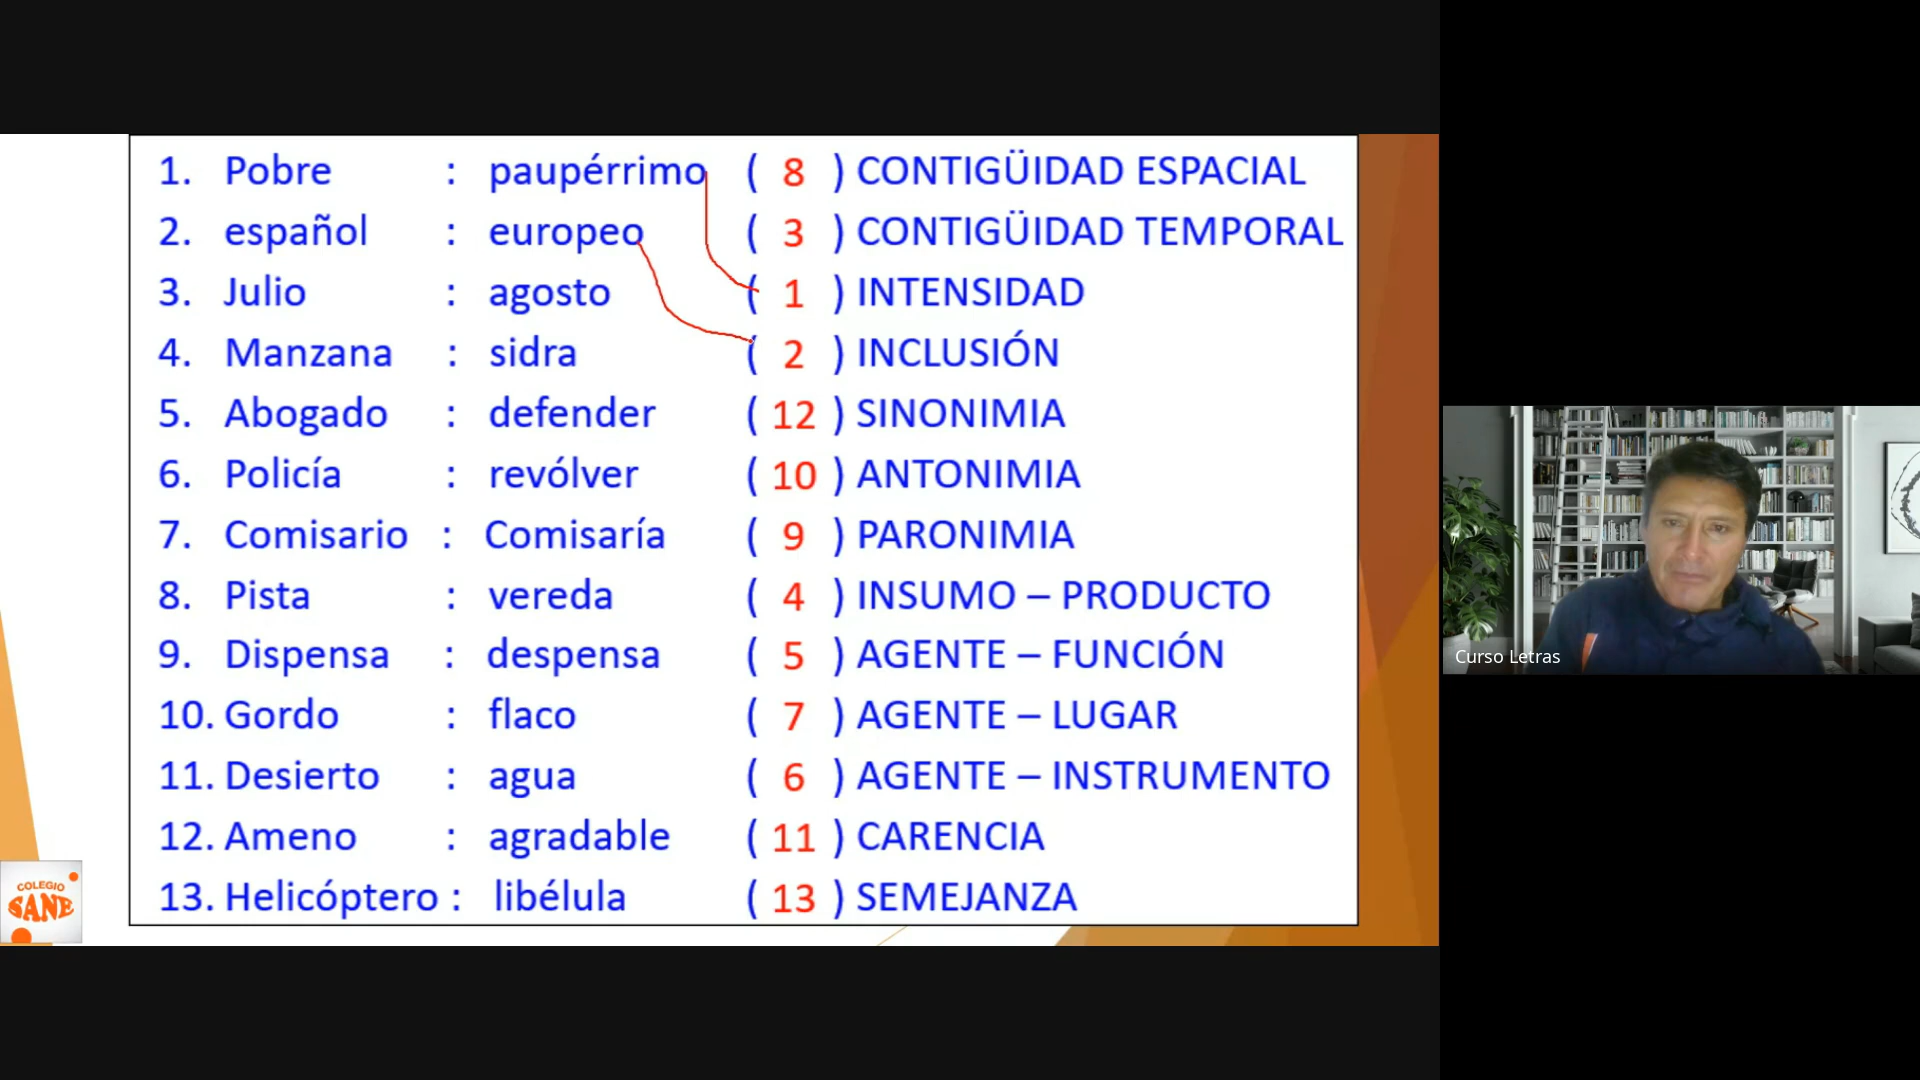 1. Pobre : paupérrimo ( 8 ) CONTIGÜIDAD ESPACIAL
2. español : europeo ( 3 ) CONTIGÜIDAD TEMPORAL
3. Julio : agosto ( 1 ) INTENSIDAD
4. Manzana : sidra ( 2 ) INCLUSIÓN
5. Abogado : defender ( 12 ) SINONIMIA
6. Policía : revólver ( 10 ) ANTONIMIA
7. Comisario : Comisaría ( 9 ) PARONIMIA
8. Pista : vereda ( 4 ) INSUMO – PRODUCTO
9. Dispensa : despensa ( 5 ) AGENTE – FUNCIÓN
10. Gordo : flaco ( 7 ) AGENTE – LUGAR
11. Desierto : agua ( 6 ) AGENTE – INSTRUMENTO
12. Ameno : agradable ( 11 ) CARENCIA
13. Helicóptero : libélula ( 13 ) SEMEJANZA
COLEGIO
SANE
Curso Letras